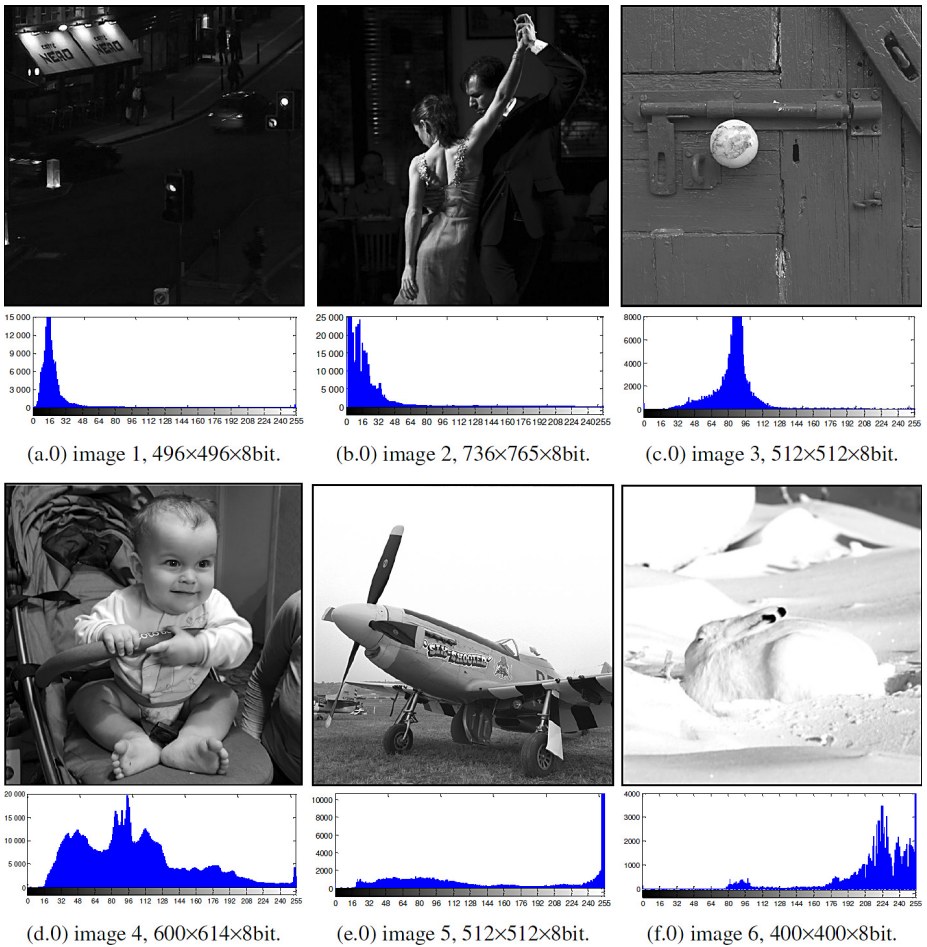 CAFFÈ CAFFÈ
NERO NERO
15 000
12 000
9 000
6 000
3 000
0
0 16 32 48 64 80 96 112 128 144 160 176 192 208 224 240 255
25 000
20 000
15 000
10 000
5 000
0
0 16 32 48 64 80 96 112 128 144 160 176 192 208 224 240 255
8000
6000
4000
2000
0
0 16 32 48 64 80 96 112 128 144 160 176 192 208 224 240 255
(a.0) image 1, 496×496×8bit.
(b.0) image 2, 736×765×8bit.
(c.0) image 3, 512×512×8bit.
20 000
15 000
10 000
5 000
0
0 16 32 48 64 80 96 112 128 144 160 176 192 208 224 240 255
10000
8000
6000
4000
2000
0
0 16 32 48 64 80 96 112 128 144 160 176 192 208 224 240 255
4000
3000
2000
1000
0
0 16 32 48 64 80 96 112 128 144 160 176 192 208 224 240 255
(d.0) image 4, 600×614×8bit.
(e.0) image 5, 512×512×8bit.
(f.0) image 6, 400×400×8bit.